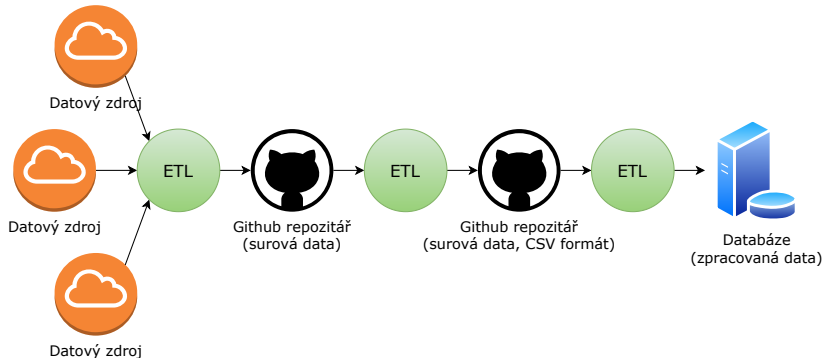 Datový zdroj
Datový zdroj
Datový zdroj
ETL
Github repozitář
(surová data)
ETL
Github repozitář
(surová data, CSV formát)
ETL
Databáze
(zpracovaná data)